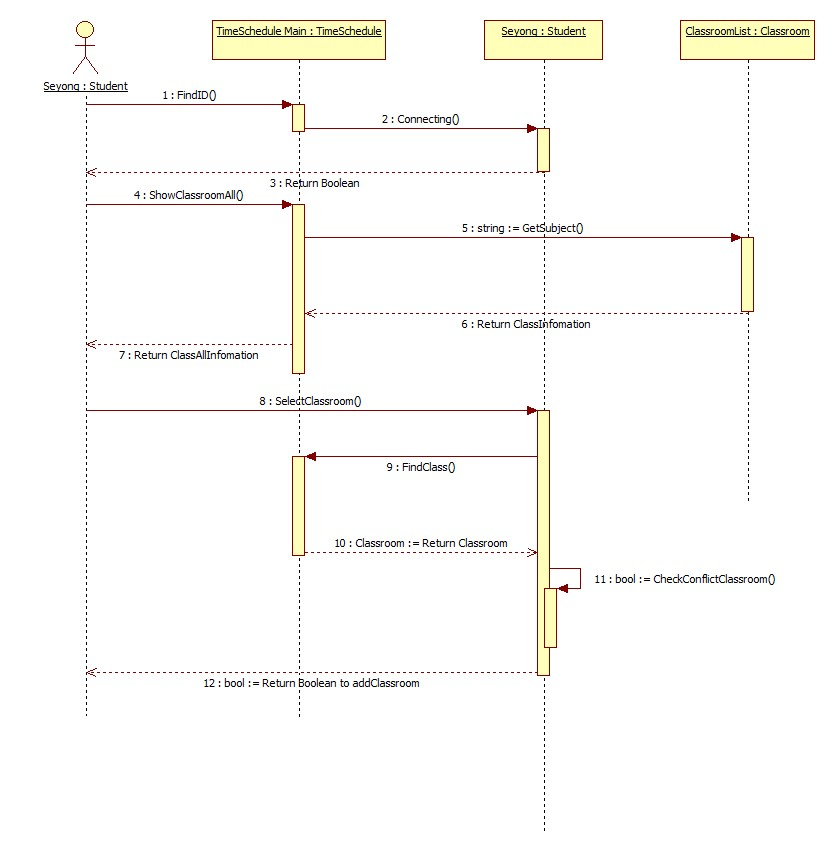 TimeSchedule Main : TimeSchedule
Seyong : Student
ClassroomList : Classroom
Seyong : Student
1 : FindID()
2 : Connecting()
3 : Return Boolean
4 : ShowClassroomAll()
5 : string := GetSubject()
6 : Return ClassInfomation
7 : Return ClassAllInfomation
8 : SelectClassroom()
9 : FindClass()
10 : Classroom := Return Classroom
11 : bool := CheckConflictClassroom()
12 : bool := Return Boolean to addClassroom